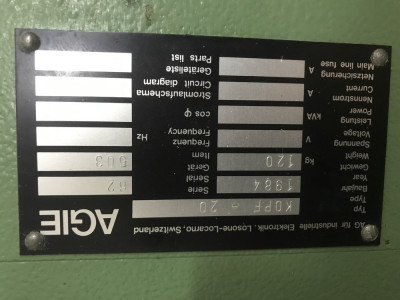 AG für industrielle Elektronik, Losone-Locarno, Switzerland
Typ
Type KOPF - 20 AGIE
Baujahr
Year 1984 Serie
Serial 62
Gewicht
Weight 120 kg Gerät
Item 503
Spannung
Voltage V Frequenz
Frequency Hz
Leistung
Power kVA cos φ
Nennstrom
Current A Stromlaufschema
Circuit diagram
Netzsicherung
Main line fuse A Geräteliste
Parts list